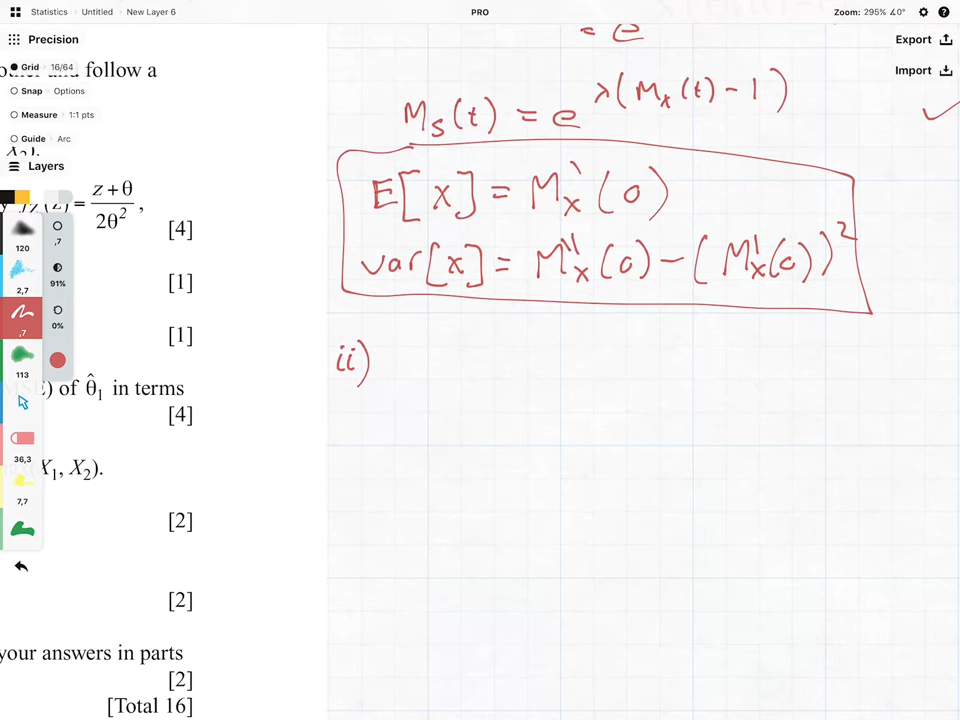 Statistics Untitled New Layer 6 PRO Zoom: 295% ∡0°
Precision
Export
Grid 16/64
Import
Snap Options
Measure 1:1 pts
Guide Arc
Layers
and follow a
X₂).
(z) = (z + θ)/(2θ²),
[4]
[1]
[1]
of θ̂₁ in terms
[4]
X₁, X₂).
[2]
[2]
your answers in parts
[2]
[Total 16]
120
2,7
,7
113
36,3
7,7
,7
91%
0%
= e
M_S(t) = e^{λ(M_X(t) - 1)}
E[X] = M'_X(0)
var[X] = M''_X(0) - (M'_X(0))²
ii)